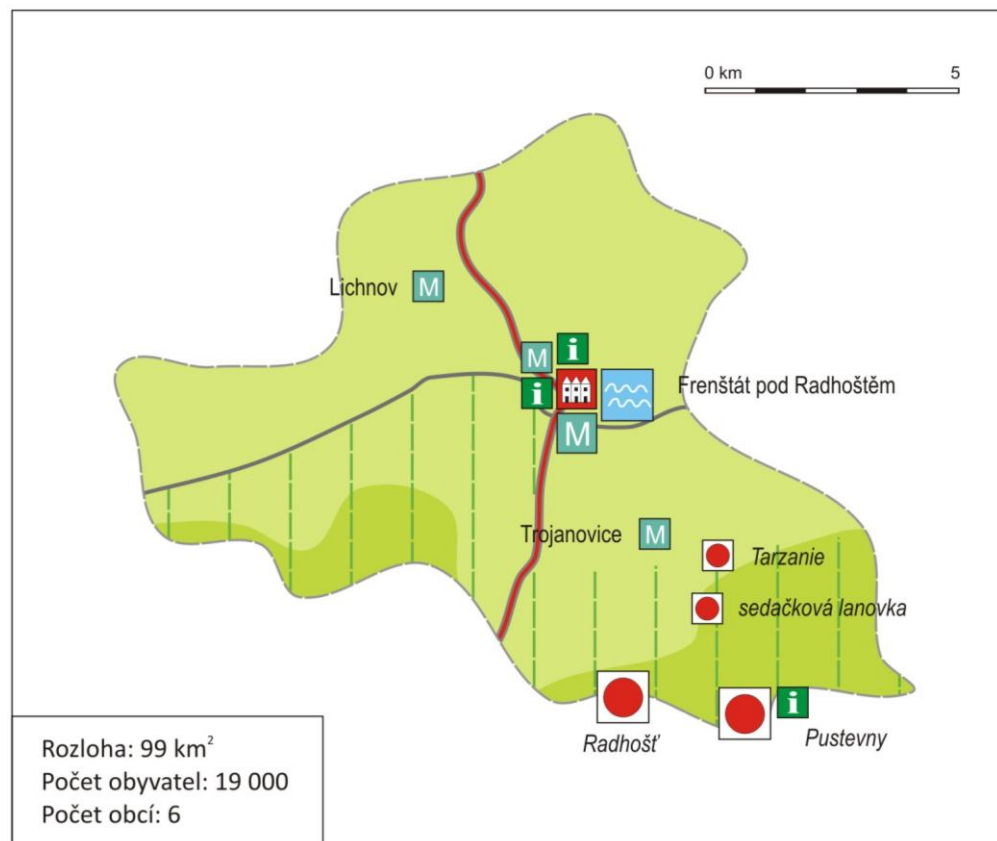 0 km 5
Lichnov M
M i
i
Frenštát pod Radhoštěm
M
Trojanovice M
Tarzanie
sedačková lanovka
i
Radhošť
Pustevny
Rozloha: 99 km²
Počet obyvatel: 19 000
Počet obcí: 6